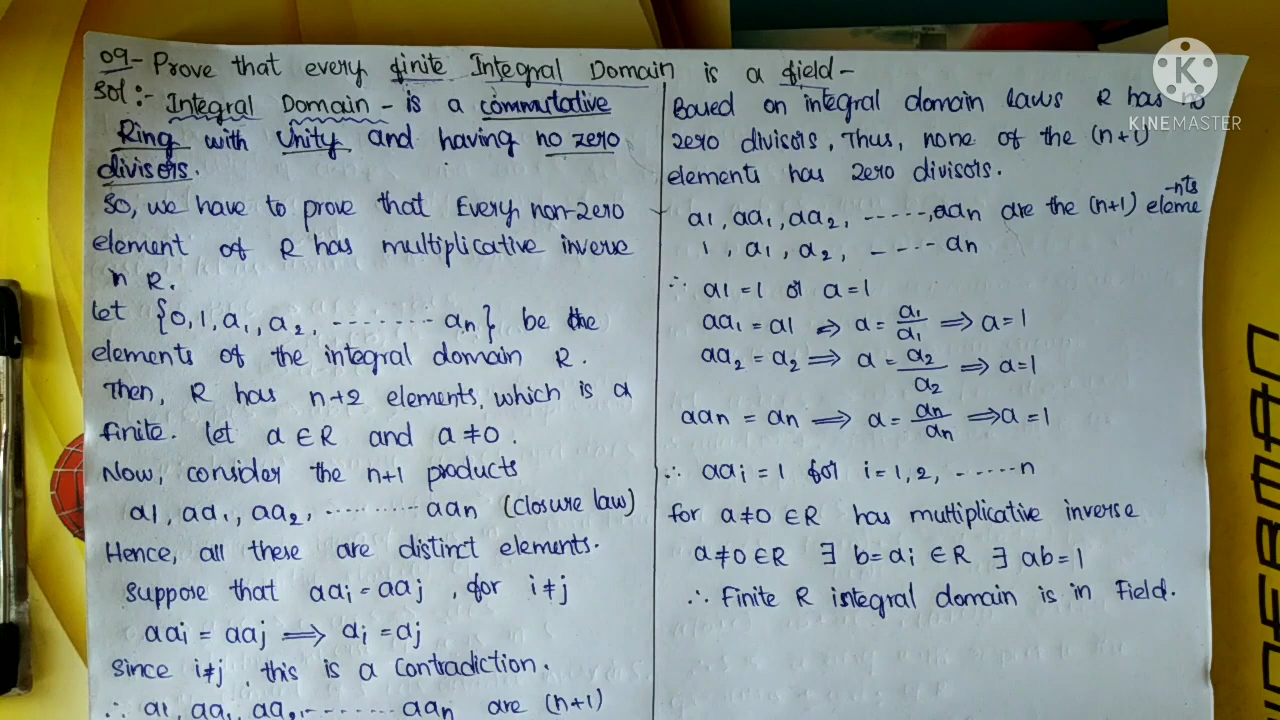 09- Prove that every finite Integral Domain is a field-
Sol:- Integral Domain - is a commutative
Ring with Unity and having no zero
divisors.
So, we have to prove that Every non-zero
element of R has multiplicative inverse
n R.
let {0, 1, a1, a2, -------- an} be the
elements of the integral domain R.
Then, R has n+2 elements, which is a
finite. let a ∈ R and a ≠ 0.
Now, consider the n+1 products
a1, aa1, aa2, ········· aan (closure law)
Hence, all these are distinct elements.
Suppose that aai = aaj, for i ≠ j
aai = aaj ⟹ ai = aj
Since i ≠ j, this is a contradiction.
∴ a1, aa1, aa2, ------- aan are (n+1)
Based on integral domain laws R has no
zero divisors. Thus, none of the (n+1)
elements has zero divisors.
a1, aa1, aa2, ------, aan are the (n+1) eleme
-nts
1, a1, a2, - ---- an
∴ a1 = 1 or a = 1
aa1 = a1 ⇒ a = a1/a1 ⟹ a = 1
aa2 = a2 ⟹ a = a2/a2 ⟹ a = 1
aan = an ⟹ a = an/an ⟹ a = 1
∴ aai = 1 for i = 1, 2, ------ n
for a ≠ 0 ∈ R has multiplicative inverse
a ≠ 0 ∈ R ∃ b = ai ∈ R ∃ ab = 1
∴ Finite R integral domain is in Field.
K
KINEMASTER